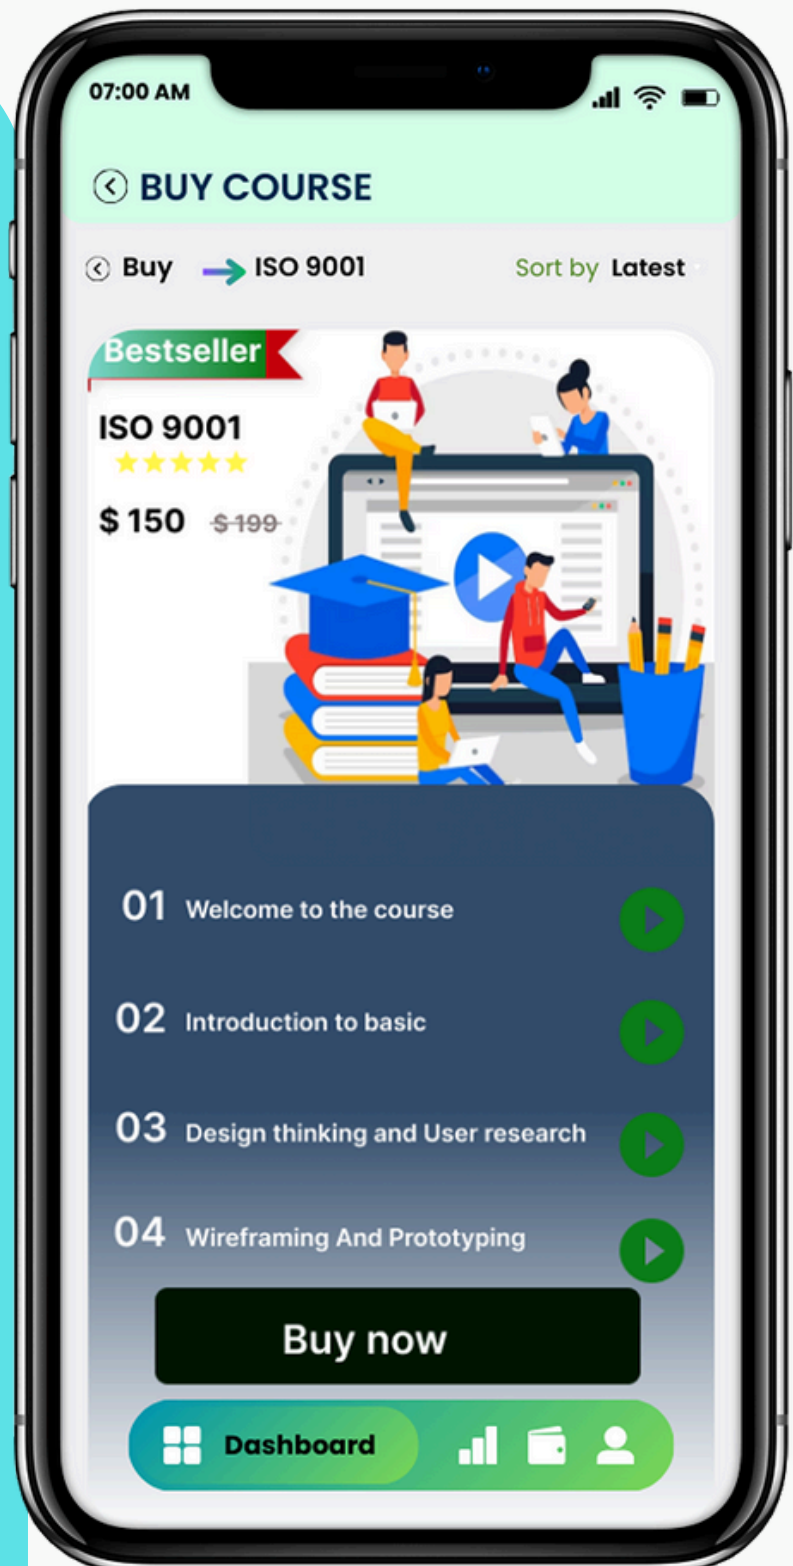 07:00 AM
BUY COURSE
Buy ISO 9001 Sort by Latest
Bestseller
ISO 9001
$ 150 $ 199
01 Welcome to the course
02 Introduction to basic
03 Design thinking and User research
04 Wireframing And Prototyping
Buy now
Dashboard